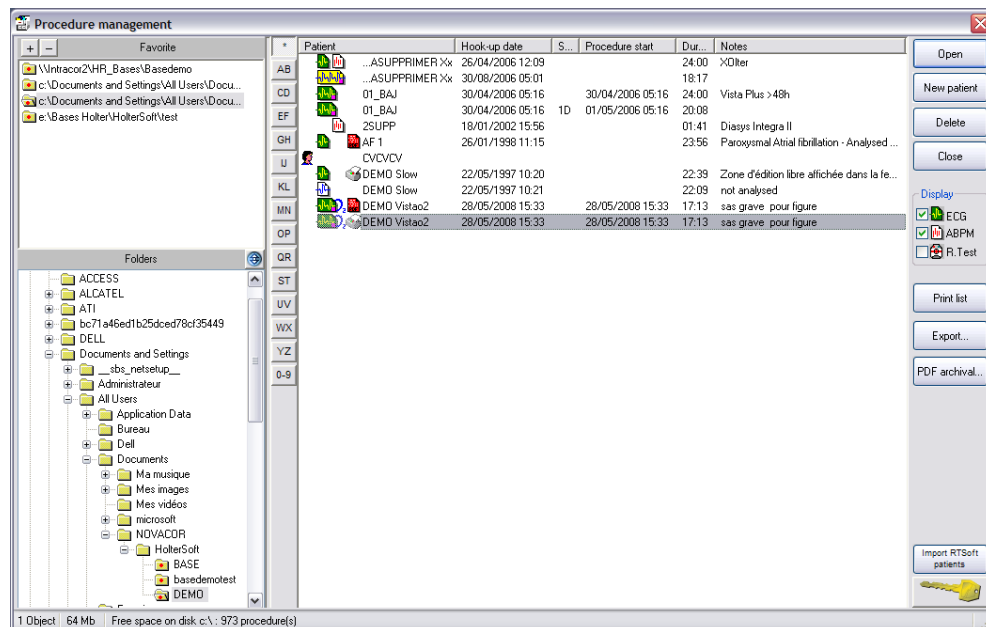 Procedure management
+ - Favorite
\\Intracor2\HR_Bases\Basedemo
c:\Documents and Settings\All Users\Docu...
c:\Documents and Settings\All Users\Docu...
e:\Bases Holter\HolterSoft\test
Folders
ACCESS
ALCATEL
ATI
bc71a46ed1b25dced78cf35449
DELL
Documents and Settings
__sbs_netsetup__
Administrateur
All Users
Application Data
Bureau
Dell
Documents
Ma musique
Mes images
Mes vidéos
microsoft
NOVACOR
HolterSoft
BASE
basedemotest
DEMO
*
AB
CD
EF
GH
IJ
KL
MN
OP
QR
ST
UV
WX
YZ
0-9
Patient Hook-up date S... Procedure start Dur... Notes
...ASUPPRIMER Xx 26/04/2006 12:09 24:00 XOlter
...ASUPPRIMER Xx 30/08/2006 05:01 18:17
01_BAJ 30/04/2006 05:16 30/04/2006 05:16 24:00 Vista Plus >48h
01_BAJ 30/04/2006 05:16 1D 01/05/2006 05:16 20:08
2SUPP 18/01/2002 15:56 01:41 Diasys Integra II
AF 1 26/01/1998 11:15 23:56 Paroxysmal Atrial fibrillation - Analysed ...
CVCVCV
DEMO Slow 22/05/1997 10:20 22:39 Zone d'édition libre affichée dans la fe...
DEMO Slow 22/05/1997 10:21 22:09 not analysed
DEMO Vistao2 28/05/2008 15:33 28/05/2008 15:33 17:13 sas grave pour figure
DEMO Vistao2 28/05/2008 15:33 28/05/2008 15:33 17:13 sas grave pour figure
Open
New patient
Delete
Close
Display
ECG
ABPM
R.Test
Print list
Export...
PDF archival...
Import RTSoft
patients
1 Object 64 Mb Free space on disk c:\ : 973 procedure(s)